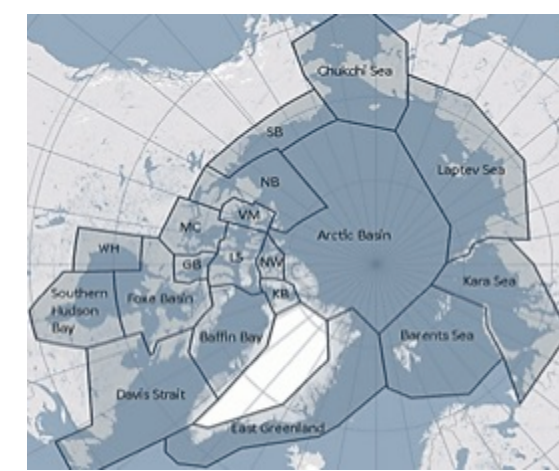 Chukchi Sea
SB
Laptev Sea
NB
VM
MC
Arctic Basin
WH
LS
GB
NW
Kara Sea
Southern
Hudson
Bay
Foxe Basin
KB
Baffin Bay
Barents Sea
Davis Strait
East Greenland